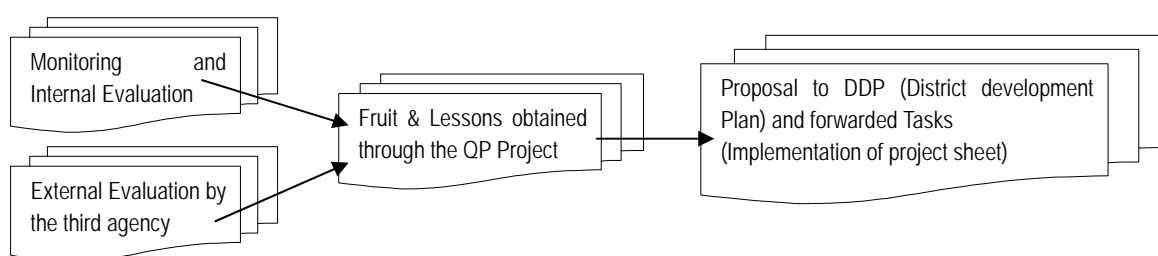 Monitoring and
Internal Evaluation
External Evaluation by
the third agency
Fruit & Lessons obtained
through the QP Project
Proposal to DDP (District development
Plan) and forwarded Tasks
(Implementation of project sheet)